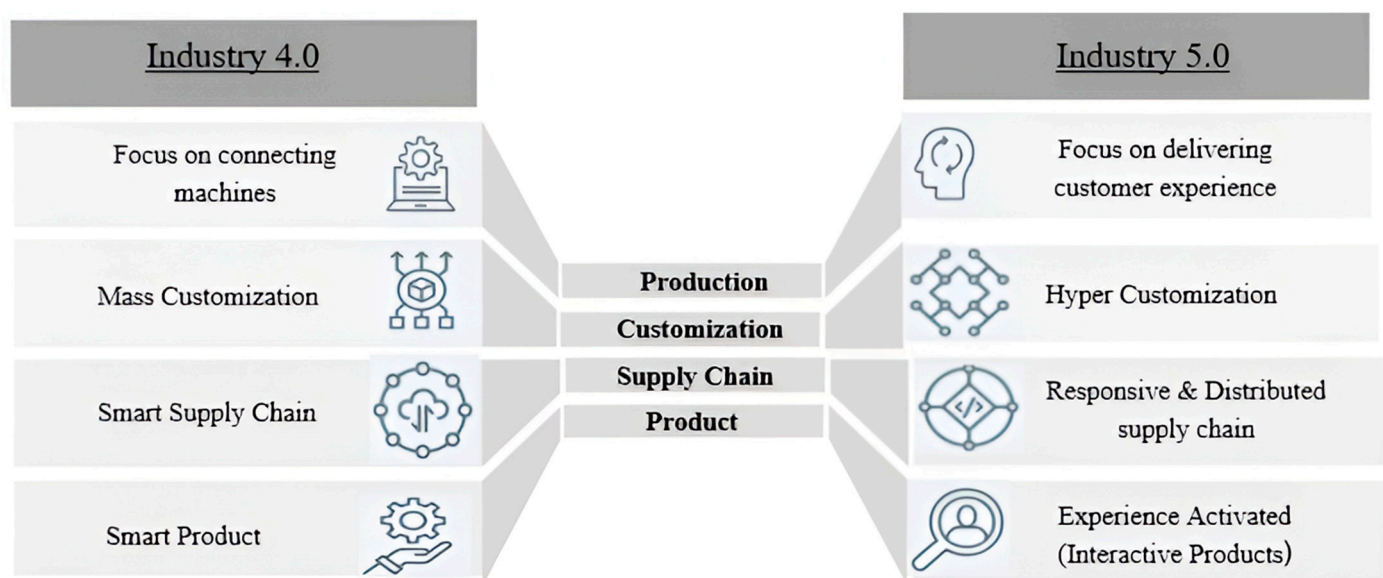 Industry 4.0
Industry 5.0
Focus on connecting
machines
Mass Customization
Smart Supply Chain
Smart Product
Production
Customization
Supply Chain
Product
Focus on delivering
customer experience
Hyper Customization
</>
Responsive & Distributed
supply chain
Experience Activated
(Interactive Products)